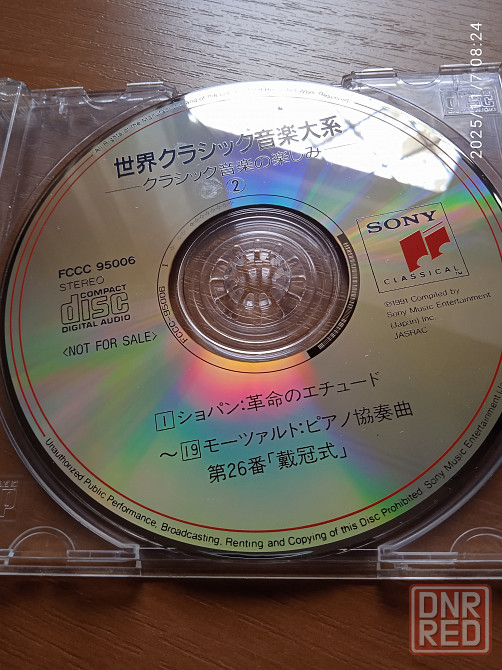 世界クラシック音楽大系
クラシック音楽の楽しみ
②
FCCC 95006
STEREO
COMPACT
disc
DIGITAL AUDIO
〈NOT FOR SALE〉
SONY
CLASSICAL
℗1991 Compiled by
Sony Music Entertainment
(Japan) Inc.
JASRAC
1 ショパン:革命のエチュード
～19 モーツァルト:ピアノ協奏曲
第26番「戴冠式」
Unauthorized Public Performance, Broadcasting, Renting and Copying of this Disc Prohibited. Sony Music Entertainment
2025/11/7 08:24
DNR
RED